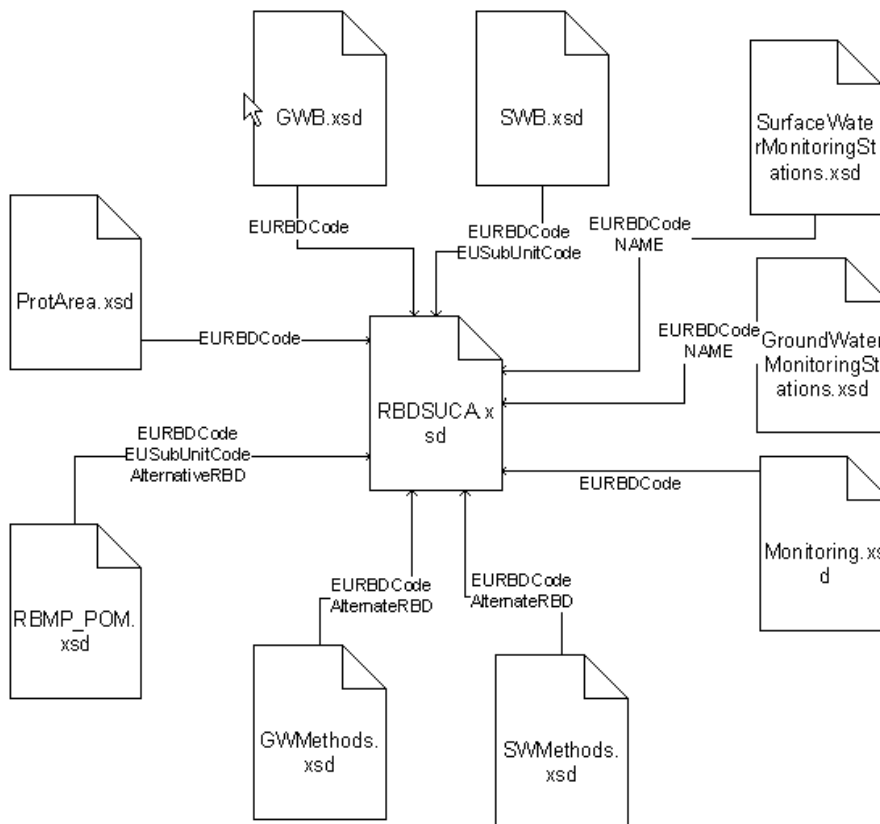 GWB.xsd
SWB.xsd
SurfaceWate
rMonitoringSt
ations.xsd
EURBDCode
EURBDCode
EUSubUnitCode
EURBDCode
NAME
ProtArea.xsd
EURBDCode
EURBDCode
NAME
GroundWater
MonitoringSt
ations.xsd
RBDSUCA.x
sd
EURBDCode
EUSubUnitCode
AlternativeRBD
EURBDCode
Monitoring.xs
d
RBMP_POM.
xsd
EURBDCode
AlternateRBD
EURBDCode
AlternateRBD
GWMethods.
xsd
SWMethods.
xsd